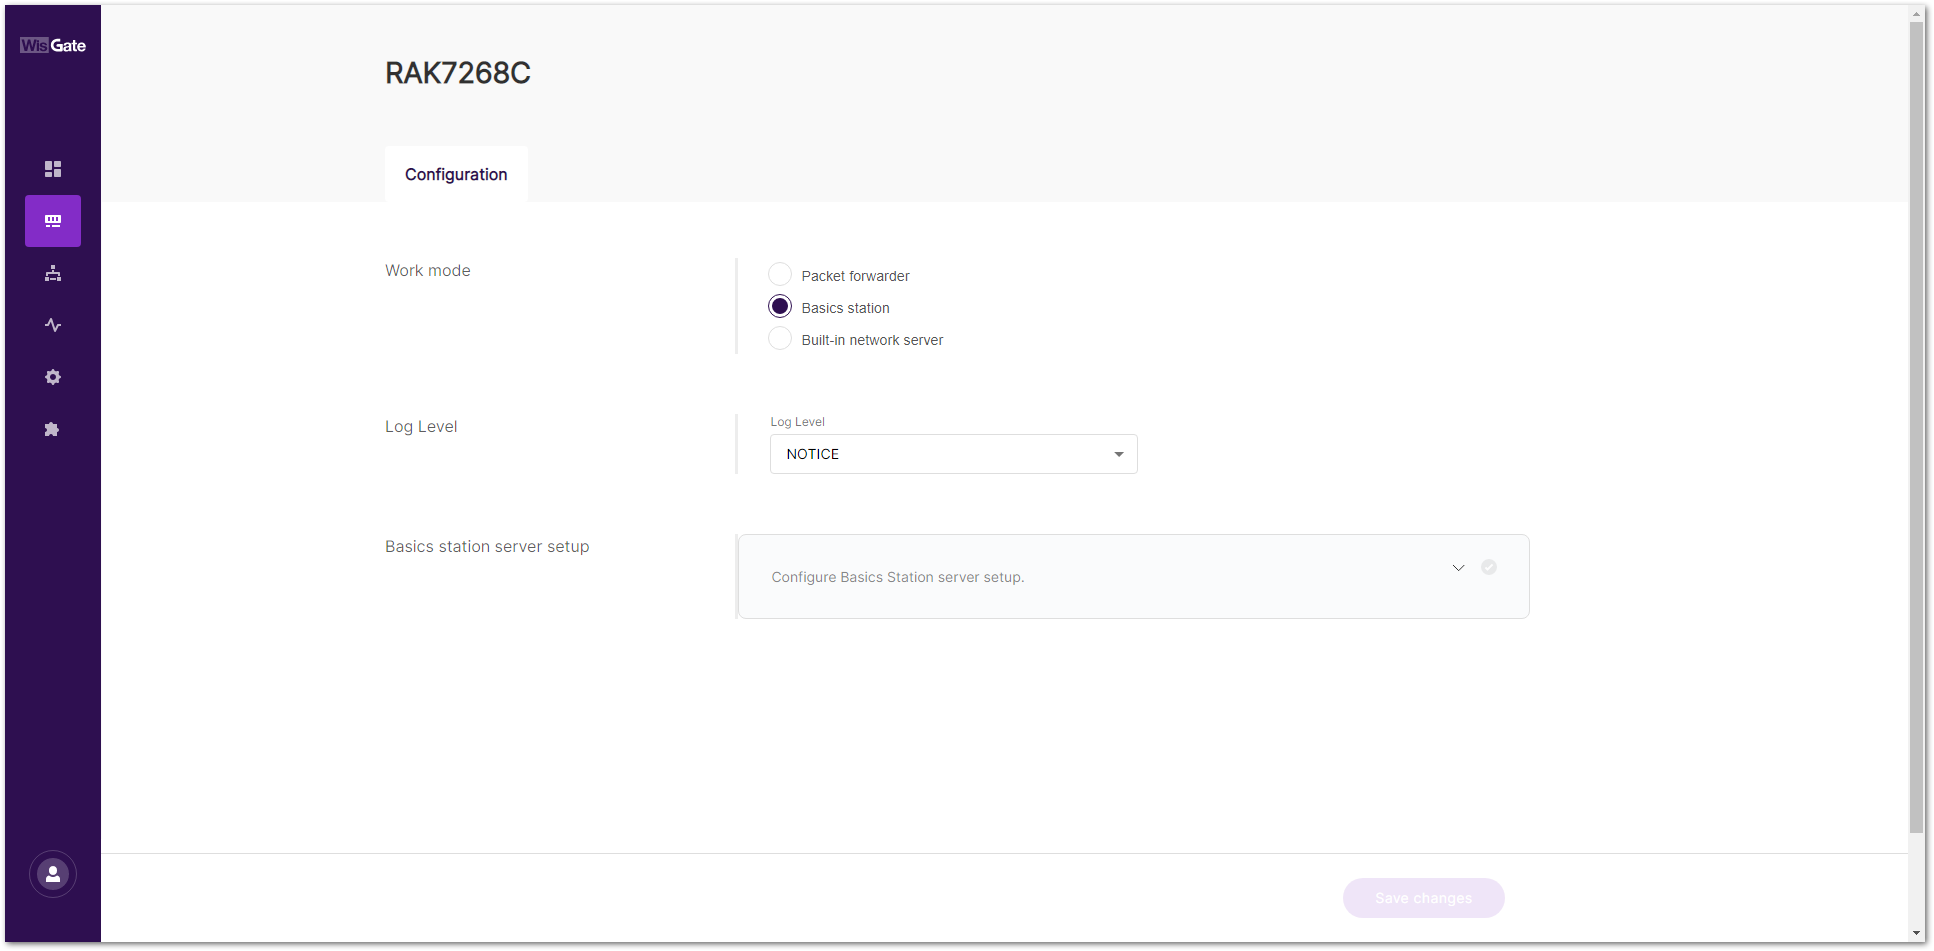 WisGate
RAK7268C
Configuration
Work mode
Packet forwarder
Basics station
Built-in network server
Log Level
Log Level
NOTICE
Basics station server setup
Configure Basics Station server setup.
Save changes